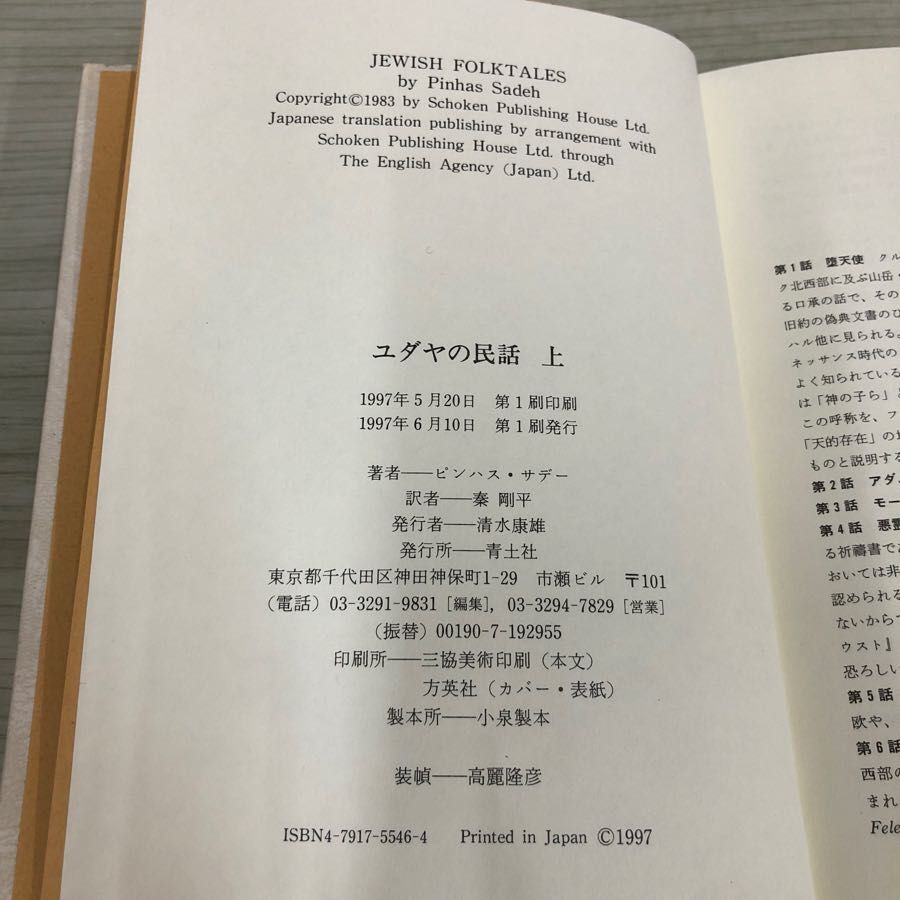 JEWISH FOLKTALES
by Pinhas Sadeh
Copyright©1983 by Schoken Publishing House Ltd.
Japanese translation publishing by arrangement with
Schoken Publishing House Ltd. through
The English Agency (Japan) Ltd.
ユダヤの民話 上
1997年5月20日 第1刷印刷
1997年6月10日 第1刷発行
著者──ピンハス・サデー
訳者──秦 剛平
発行者──清水康雄
発行所──青土社
東京都千代田区神田神保町1-29 市瀬ビル 〒101
(電話) 03-3291-9831 [編集], 03-3294-7829 [営業]
(振替) 00190-7-192955
印刷所──三協美術印刷(本文)
方英社(カバー・表紙)
製本所──小泉製本
装幀──高麗隆彦
ISBN4-7917-5546-4 Printed in Japan ©1997
第1話 堕天使 クル
ク北西部に及ぶ山岳・
る口承の話で、その
旧約の偽典文書のひ
ハル他に見られる。
ネッサンス時代の
よく知られている
は「神の子ら」と
この呼称を、フ
「天的存在」の
ものと説明する
第2話 アダ
第3話 モー
第4話 悪霊
る祈禱書であ
おいては非
認められる
ないからで
ウスト』
恐ろしい
第5話
欧や、
第6話
西部の
まれ
Fele